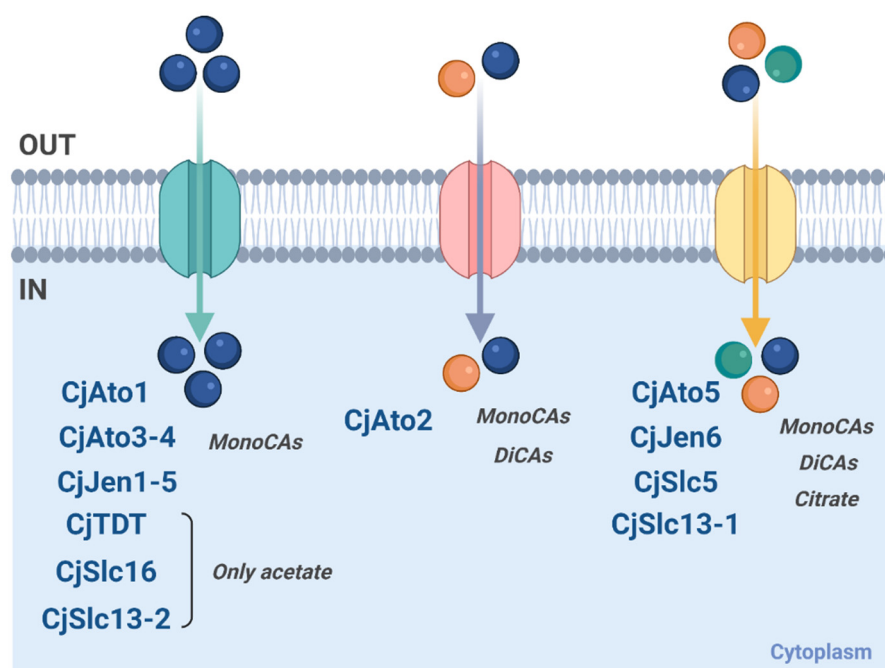 OUT
IN
CjAto1
CjAto3-4
CjJen1-5
MonoCAs
CjTDT
CjSlc16
CjSlc13-2
Only acetate
CjAto2
MonoCAs
DiCAs
CjAto5
CjJen6
CjSlc5
CjSlc13-1
MonoCAs
DiCAs
Citrate
Cytoplasm